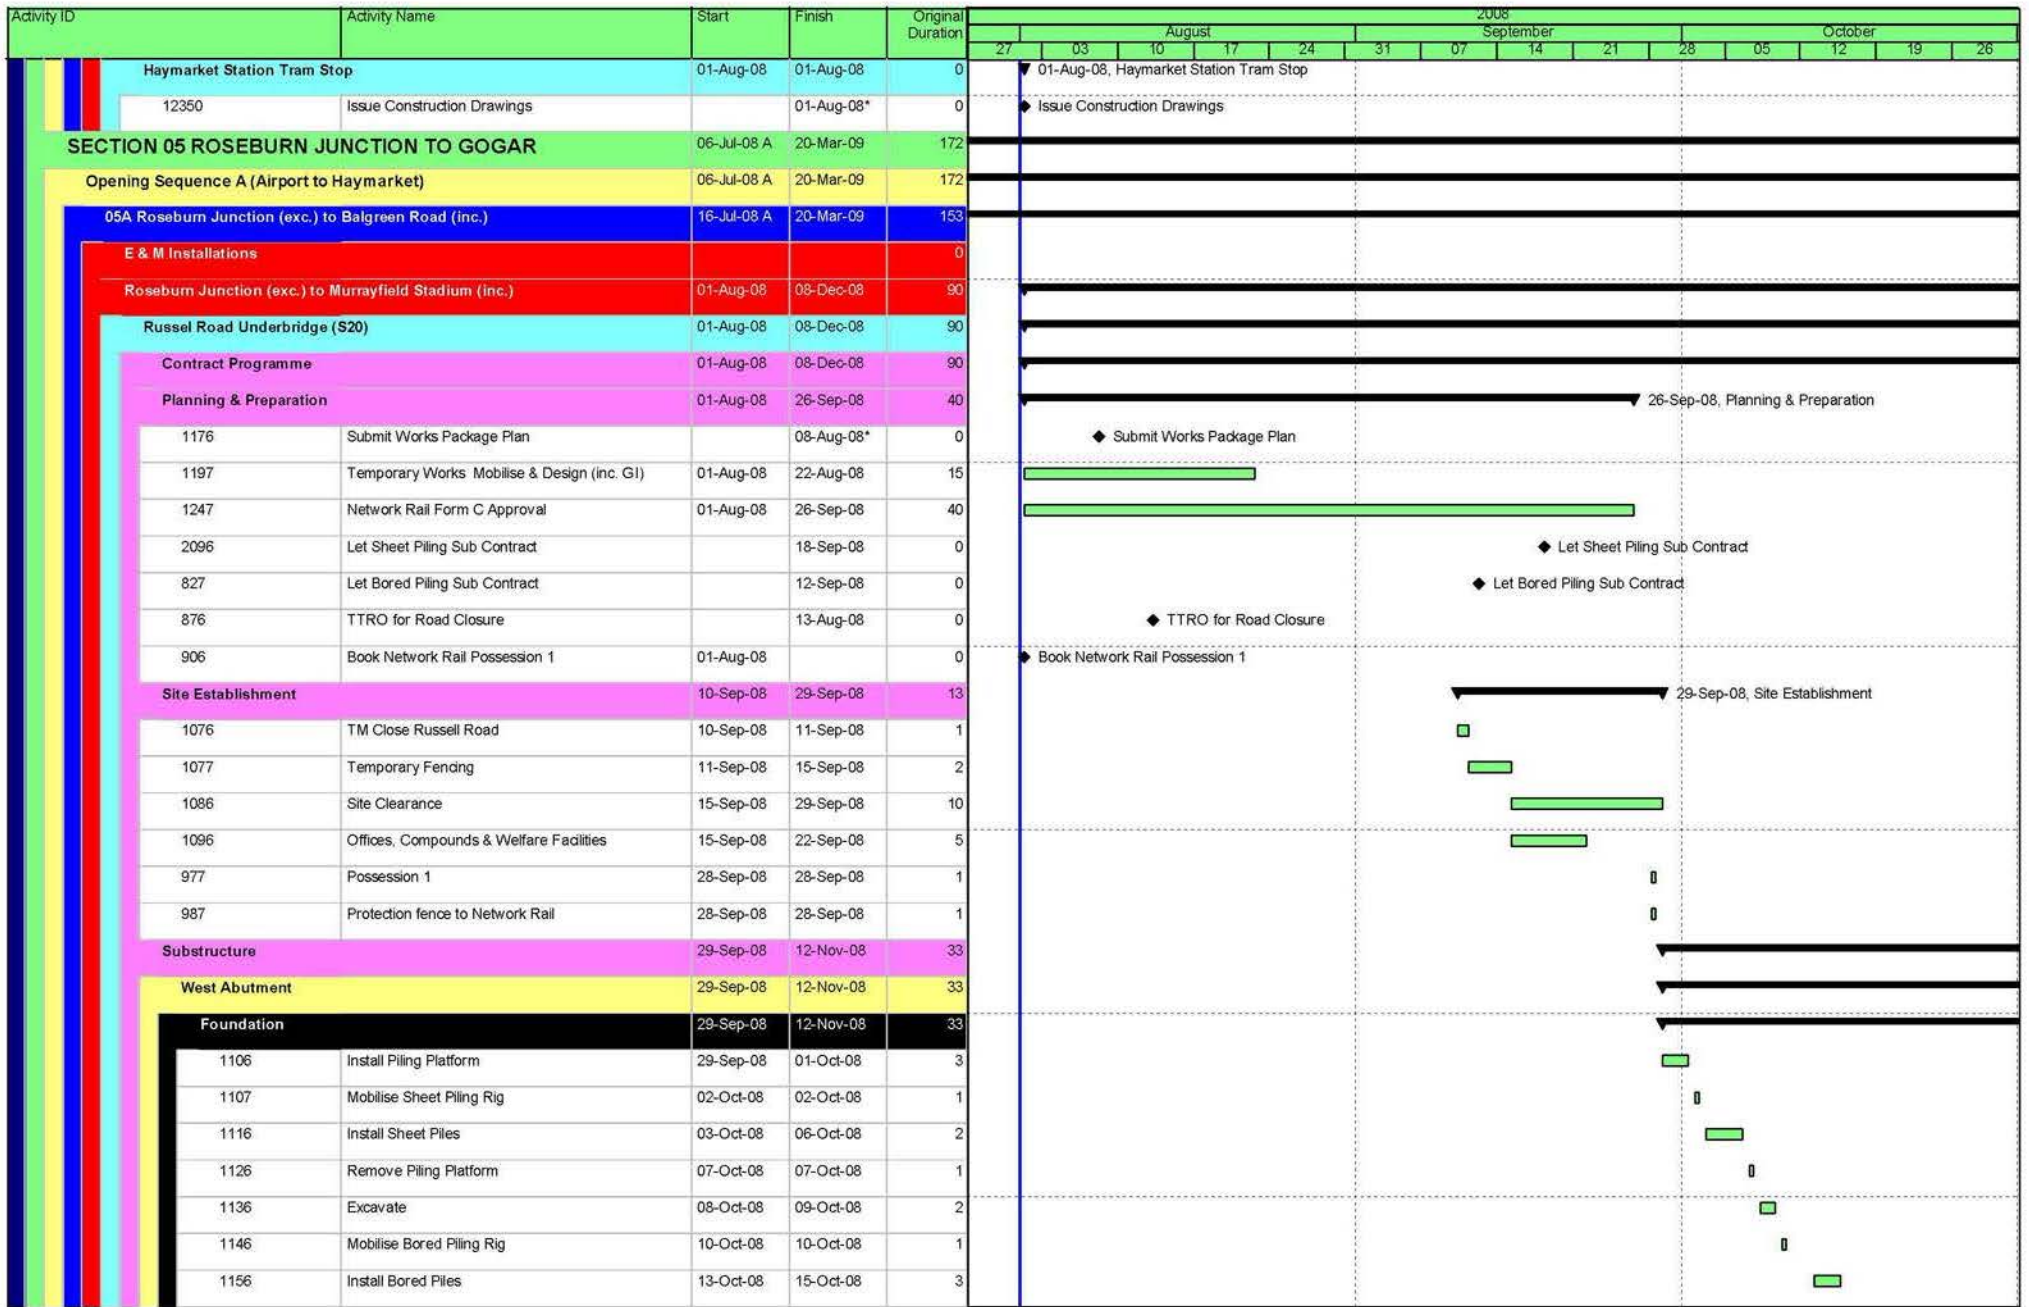 Activity ID Activity Name Start Finish Original Duration 2008
August September October
27 03 10 17 24 31 07 14 21 28 05 12 19 26
Haymarket Station Tram Stop 01-Aug-08 01-Aug-08 0 01-Aug-08, Haymarket Station Tram Stop
12350 Issue Construction Drawings 01-Aug-08* 0 Issue Construction Drawings
SECTION 05 ROSEBURN JUNCTION TO GOGAR 06-Jul-08 A 20-Mar-09 172
Opening Sequence A (Airport to Haymarket) 06-Jul-08 A 20-Mar-09 172
05A Roseburn Junction (exc.) to Balgreen Road (inc.) 16-Jul-08 A 20-Mar-09 153
E & M Installations 0
Roseburn Junction (exc.) to Murrayfield Stadium (inc.) 01-Aug-08 08-Dec-08 90
Russel Road Underbridge (S20) 01-Aug-08 08-Dec-08 90
Contract Programme 01-Aug-08 08-Dec-08 90
Planning & Preparation 01-Aug-08 26-Sep-08 40 26-Sep-08, Planning & Preparation
1176 Submit Works Package Plan 08-Aug-08* 0 Submit Works Package Plan
1197 Temporary Works Mobilise & Design (inc. GI) 01-Aug-08 22-Aug-08 15
1247 Network Rail Form C Approval 01-Aug-08 26-Sep-08 40
2096 Let Sheet Piling Sub Contract 18-Sep-08 0 Let Sheet Piling Sub Contract
827 Let Bored Piling Sub Contract 12-Sep-08 0 Let Bored Piling Sub Contract
876 TTRO for Road Closure 13-Aug-08 0 TTRO for Road Closure
906 Book Network Rail Possession 1 01-Aug-08 0 Book Network Rail Possession 1
Site Establishment 10-Sep-08 29-Sep-08 13 29-Sep-08, Site Establishment
1076 TM Close Russell Road 10-Sep-08 11-Sep-08 1
1077 Temporary Fencing 11-Sep-08 15-Sep-08 2
1086 Site Clearance 15-Sep-08 29-Sep-08 10
1096 Offices, Compounds & Welfare Facilities 15-Sep-08 22-Sep-08 5
977 Possession 1 28-Sep-08 28-Sep-08 1
987 Protection fence to Network Rail 28-Sep-08 28-Sep-08 1
Substructure 29-Sep-08 12-Nov-08 33
West Abutment 29-Sep-08 12-Nov-08 33
Foundation 29-Sep-08 12-Nov-08 33
1106 Install Piling Platform 29-Sep-08 01-Oct-08 3
1107 Mobilise Sheet Piling Rig 02-Oct-08 02-Oct-08 1
1116 Install Sheet Piles 03-Oct-08 06-Oct-08 2
1126 Remove Piling Platform 07-Oct-08 07-Oct-08 1
1136 Excavate 08-Oct-08 09-Oct-08 2
1146 Mobilise Bored Piling Rig 10-Oct-08 10-Oct-08 1
1156 Install Bored Piles 13-Oct-08 15-Oct-08 3